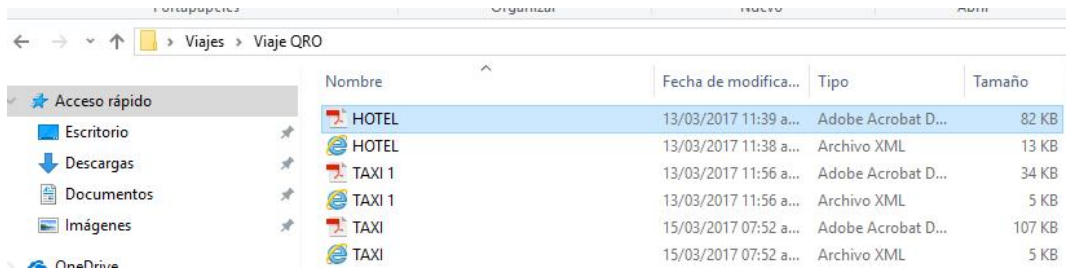 Portapapeles Organizar Nuevo Abrir
Viajes > Viaje QRO
Nombre Fecha de modifica... Tipo Tamaño
Acceso rápido
HOTEL 13/03/2017 11:39 a... Adobe Acrobat D... 82 KB
Escritorio
HOTEL 13/03/2017 11:38 a... Archivo XML 13 KB
Descargas
TAXI 1 13/03/2017 11:56 a... Adobe Acrobat D... 34 KB
Documentos
TAXI 1 13/03/2017 11:56 a... Archivo XML 5 KB
Imágenes
TAXI 15/03/2017 07:52 a... Adobe Acrobat D... 107 KB
OneDrive
TAXI 15/03/2017 07:52 a... Archivo XML 5 KB